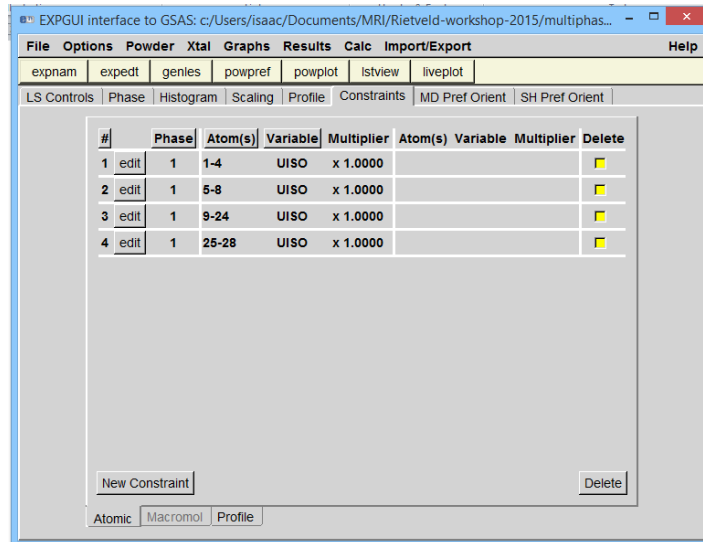 EXPGUI interface to GSAS: c:/Users/isaac/Documents/MRI/Rietveld-workshop-2015/multiphas...
File Options Powder Xtal Graphs Results Calc Import/Export Help
expnam expedt genles powpref powplot lstview liveplot
LS Controls Phase Histogram Scaling Profile Constraints MD Pref Orient SH Pref Orient
# Phase Atom(s) Variable Multiplier Atom(s) Variable Multiplier Delete
1 edit 1 1-4 UISO x 1.0000
2 edit 1 5-8 UISO x 1.0000
3 edit 1 9-24 UISO x 1.0000
4 edit 1 25-28 UISO x 1.0000
New Constraint Delete
Atomic Macromol Profile